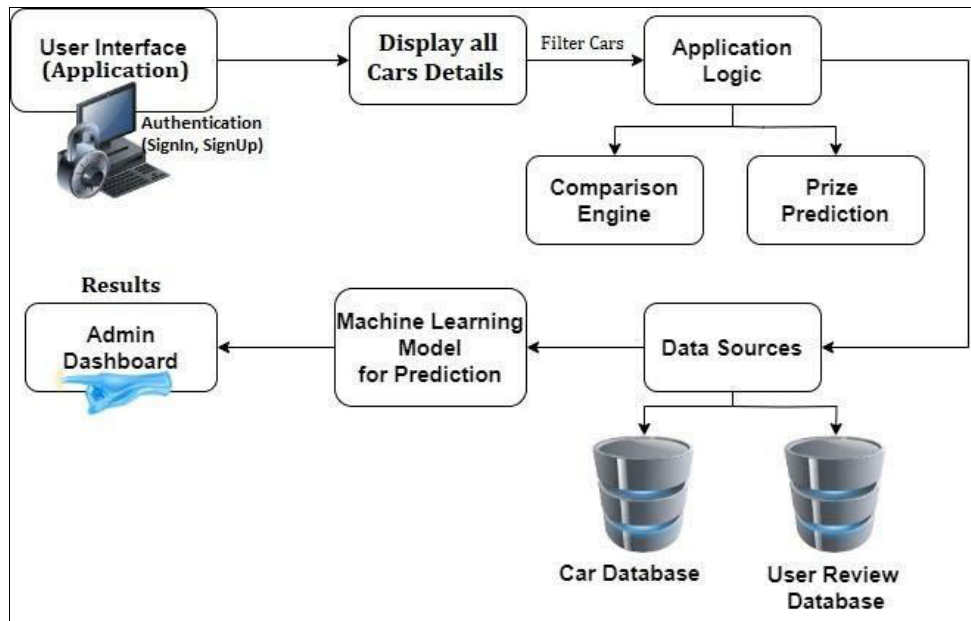 User Interface
(Application)
Authentication
(SignIn, SignUp)
Display all
Cars Details
Filter Cars
Application
Logic
Comparison
Engine
Prize
Prediction
Results
Admin
Dashboard
Machine Learning
Model
for Prediction
Data Sources
Car Database
User Review
Database